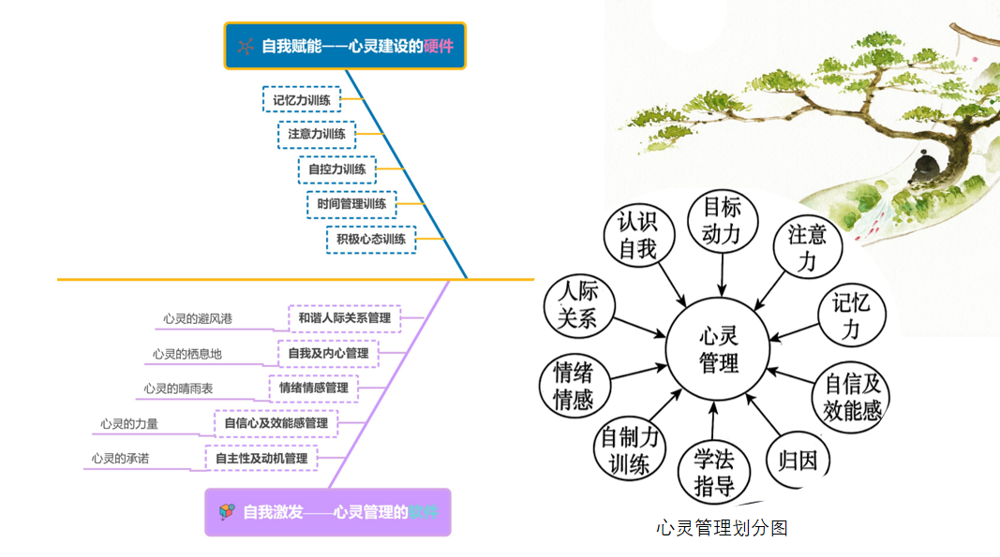 自我赋能——心灵建设的硬件
记忆力训练
注意力训练
自控力训练
时间管理训练
积极心态训练
心灵的避风港
和谐人际关系管理
心灵的栖息地
自我及内心管理
心灵的晴雨表
情绪情感管理
心灵的力量
自信心及效能感管理
心灵的承诺
自主性及动机管理
自我激发——心灵管理的软件
目标
动力
认识
自我
注意
力
人际
关系
记忆
力
心灵
管理
情绪
情感
自信及
效能感
自制力
训练
学法
指导
归因
心灵管理划分图